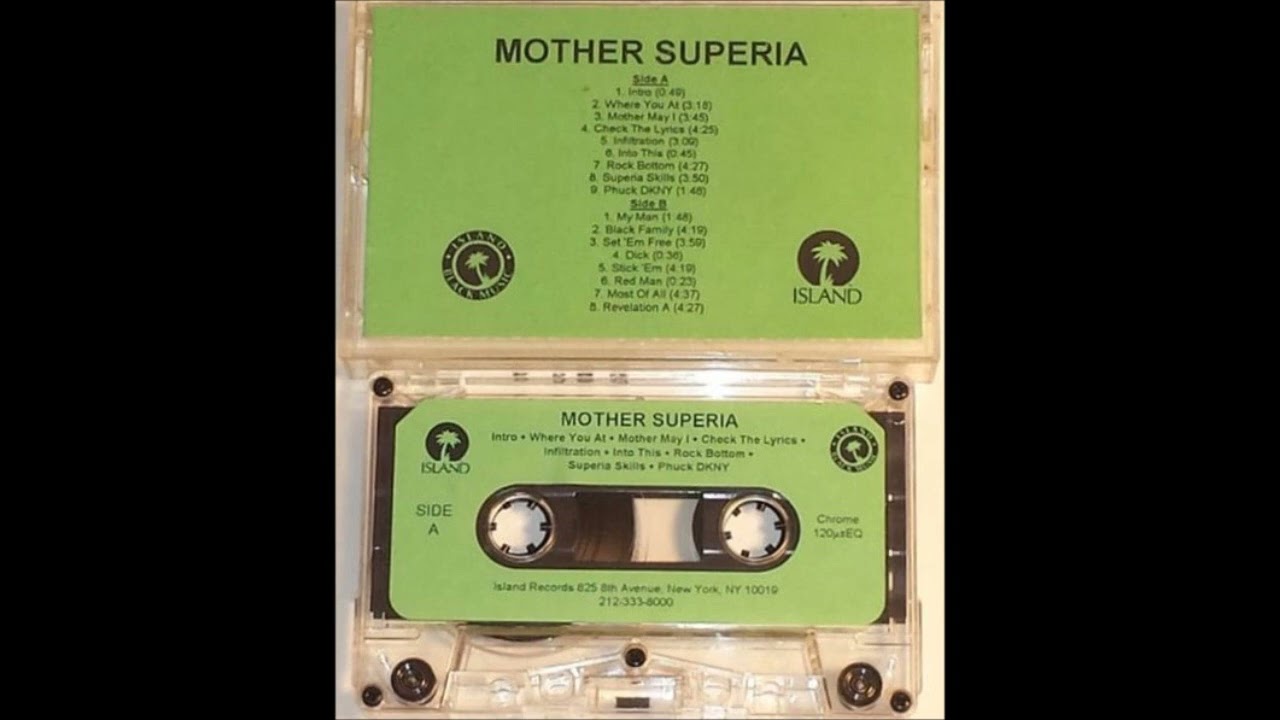 MOTHER SUPERIA
Side A
1. Intro (0:49)
2. Where You At (3:18)
3. Mother May I (3:45)
4. Check The Lyrics (4:25)
5. Infiltration (3:09)
6. Into This (0:45)
7. Rock Bottom (4:27)
8. Superia Skills (3:50)
9. Phuck DKNY (1:48)
Side B
1. My Man (1:48)
2. Black Family (4:19)
3. Set 'Em Free (3:59)
4. Dick (0:36)
5. Stick 'Em (4:19)
6. Red Man (0:23)
7. Most Of All (4:37)
8. Revelation A (4:27)
ISLAND
BLACK MUSIC
ISLAND
MOTHER SUPERIA
Intro • Where You At • Mother May I • Check The Lyrics •
Infiltration • Into This • Rock Bottom •
Superia Skills • Phuck DKNY
ISLAND
ISLAND
BLACK MUSIC
SIDE
A
Chrome
120µsEQ
Island Records 825 8th Avenue, New York, NY 10019
212-333-8000